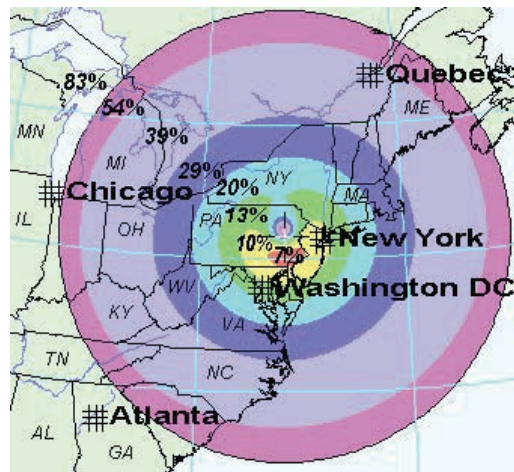 83%
Quebec
54%
ME
MN
39%
MI
29%
20%
NY
MA
Chicago
PA
13%
IL
OH
10%
New York
7%
WV
Washington DC
KY
VA
TN
NC
Atlanta
AL
GA